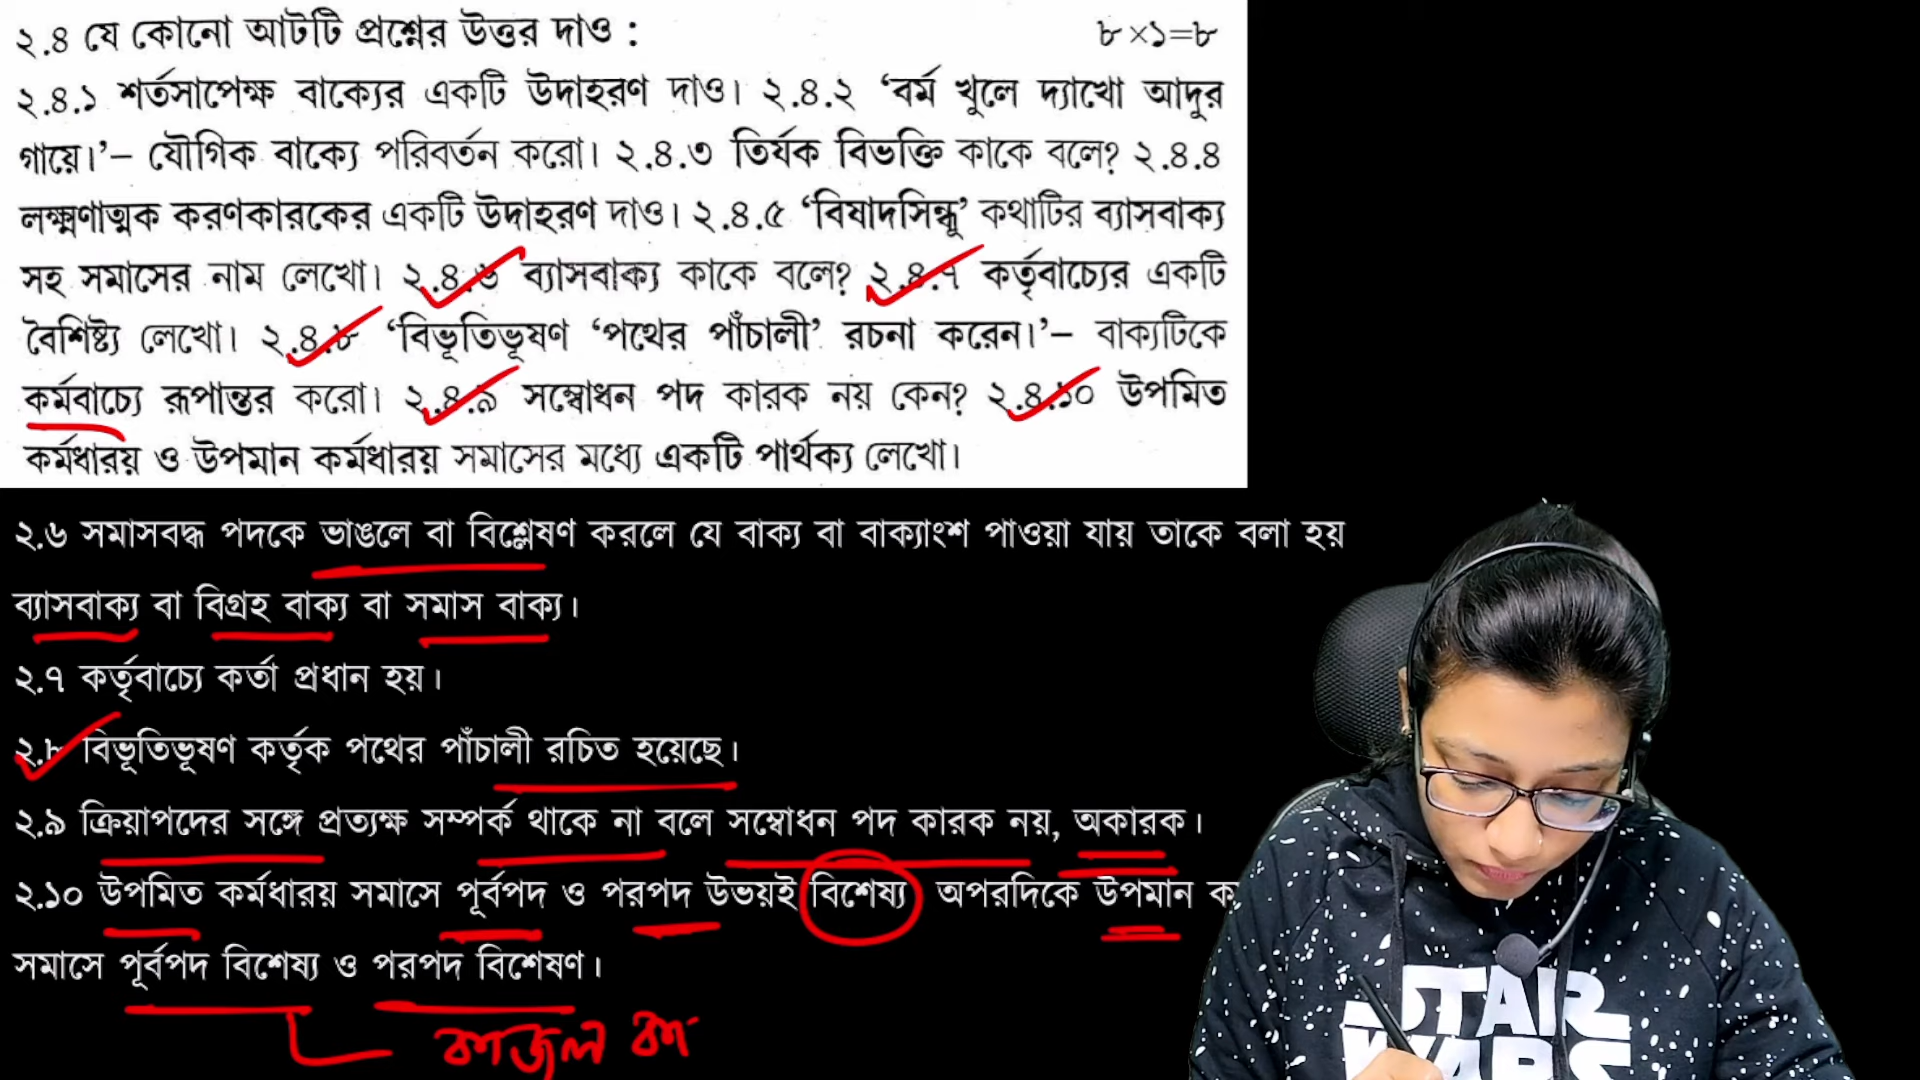 ২.৪ যে কোনো আটটি প্রশ্নের উত্তর দাও : ৮×১=৮
২.৪.১ শর্তসাপেক্ষ বাক্যের একটি উদাহরণ দাও। ২.৪.২ ‘বর্ম খুলে দ্যাখো আদুর
গায়ে।’– যৌগিক বাক্যে পরিবর্তন করো। ২.৪.৩ তির্যক বিভক্তি কাকে বলে? ২.৪.৪
লক্ষ্মণাত্মক করণকারকের একটি উদাহরণ দাও। ২.৪.৫ ‘বিষাদসিন্ধু’ কথাটির ব্যাসবাক্য
সহ সমাসের নাম লেখো। ২.৪.৬ ব্যাসবাক্য কাকে বলে? ২.৪.৭ কর্তৃবাচ্যের একটি
বৈশিষ্ট্য লেখো। ২.৪.৮ ‘বিভূতিভূষণ ‘পথের পাঁচালী’ রচনা করেন।’– বাক্যটিকে
কর্মবাচ্যে রূপান্তর করো। ২.৪.৯ সম্বোধন পদ কারক নয় কেন? ২.৪.১০ উপমিত
কর্মধারয় ও উপমান কর্মধারয় সমাসের মধ্যে একটি পার্থক্য লেখো।
২.৬ সমাসবদ্ধ পদকে ভাঙলে বা বিশ্লেষণ করলে যে বাক্য বা বাক্যাংশ পাওয়া যায় তাকে বলা হয়
ব্যাসবাক্য বা বিগ্রহ বাক্য বা সমাস বাক্য।
২.৭ কর্তৃবাচ্যে কর্তা প্রধান হয়।
২.৮ বিভূতিভূষণ কর্তৃক পথের পাঁচালী রচিত হয়েছে।
২.৯ ক্রিয়াপদের সঙ্গে প্রত্যক্ষ সম্পর্ক থাকে না বলে সম্বোধন পদ কারক নয়, অকারক।
২.১০ উপমিত কর্মধারয় সমাসে পূর্বপদ ও পরপদ উভয়ই বিশেষ্য অপরদিকে উপমান ক
সমাসে পূর্বপদ বিশেষ্য ও পরপদ বিশেষণ।
কাজল কা
STAR
WARS